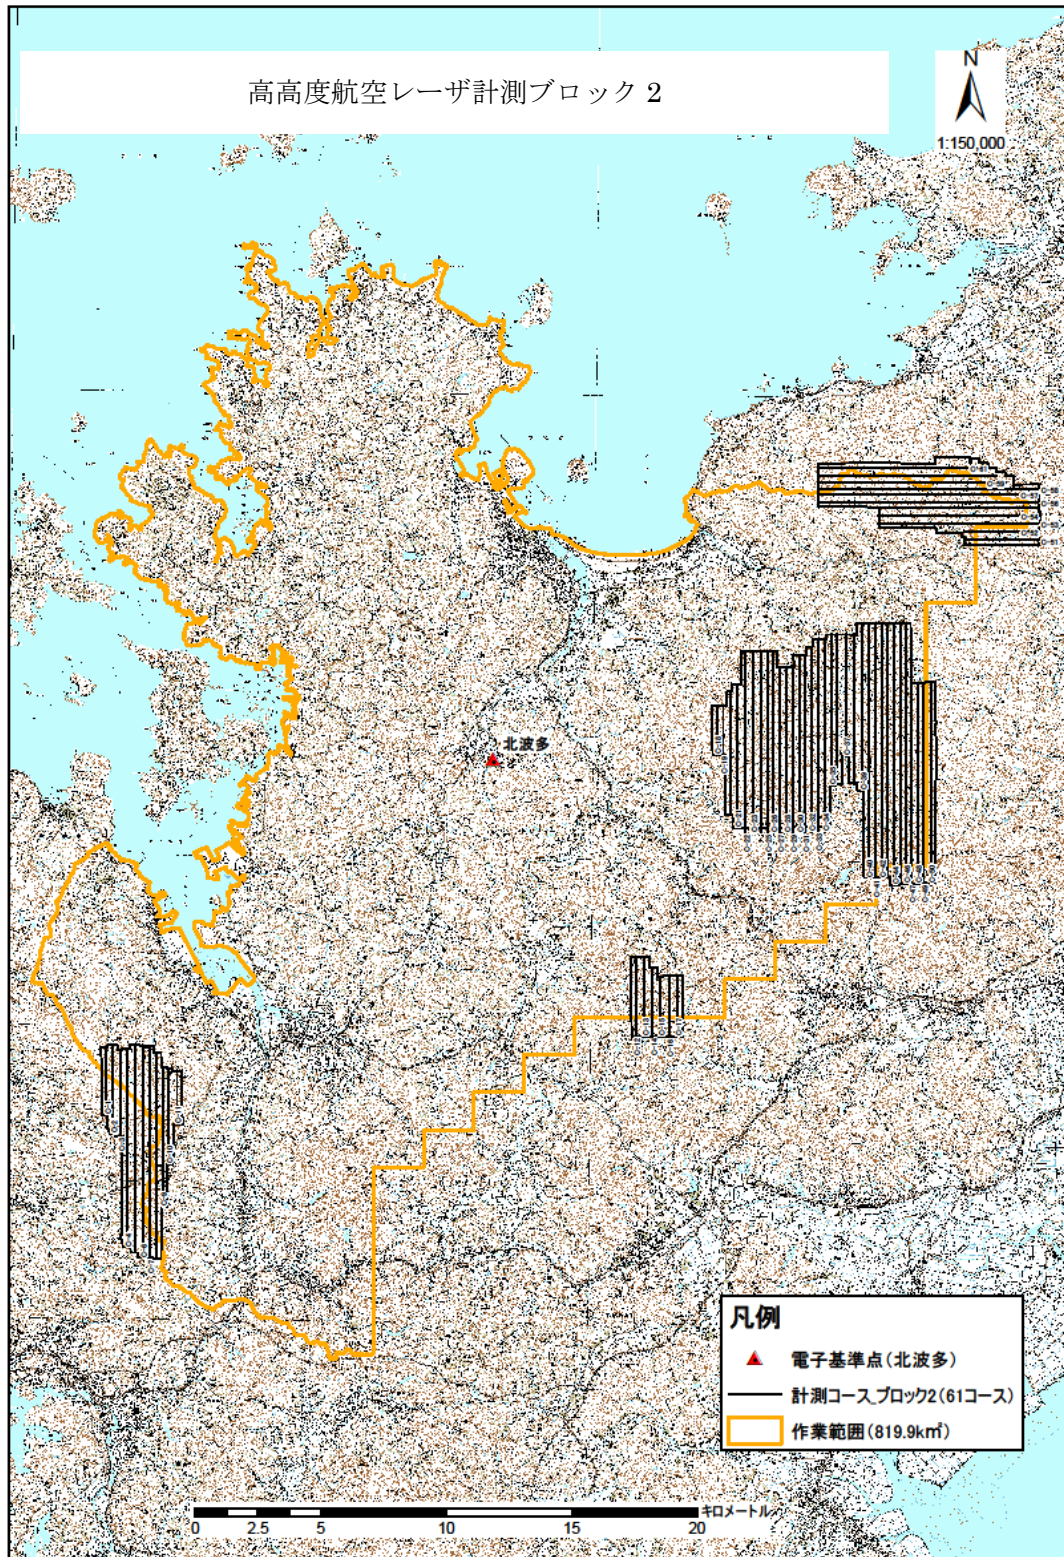 高高度航空レーザ計測ブロック 2
N
1:150,000
北波多
凡例
電子基準点(北波多)
計測コース_ブロック2(61コース)
作業範囲(819.9k㎡)
キロメートル
0 2.5 5 10 15 20